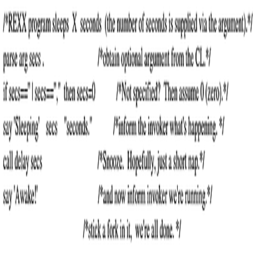 /*REXX program sleeps X seconds (the number of seconds is supplied via the argument).*/
parse arg secs . /*obtain optional argument from the CL.*/
if secs=='' | secs=="," then secs=0 /*Not specified? Then assume 0 (zero).*/
say 'Sleeping' secs "seconds." /*inform the invoker what's happening. */
call delay secs /*Snooze. Hopefully, just a short nap.*/
say 'Awake!' /*and now inform invoker we're running.*/
/*stick a fork in it, we're all done. */